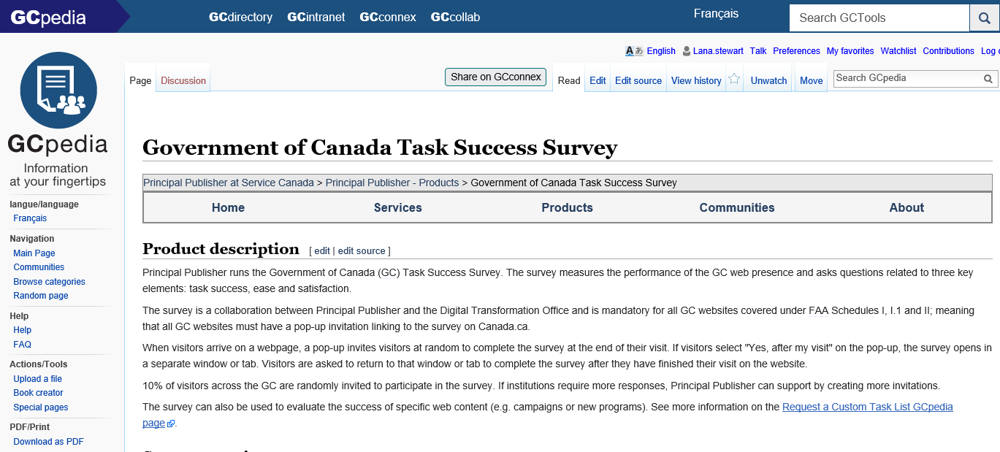 GCpedia
GCdirectory GCintranet GCconnex GCcollab
Français
Search GCTools
English Lana.stewart Talk Preferences My favorites Watchlist Contributions Log
Page Discussion
Share on GCconnex
Read Edit Edit source View history Unwatch Move
Search GCpedia
GCpedia
Information
at your fingertips
langue/language
Français
Navigation
Main Page
Communities
Browse categories
Random page
Help
Help
FAQ
Actions/Tools
Upload a file
Book creator
Special pages
PDF/Print
Download as PDF
Government of Canada Task Success Survey
Principal Publisher at Service Canada > Principal Publisher - Products > Government of Canada Task Success Survey
Home Services Products Communities About
Product description [ edit | edit source ]
Principal Publisher runs the Government of Canada (GC) Task Success Survey. The survey measures the performance of the GC web presence and asks questions related to three key
elements: task success, ease and satisfaction.
The survey is a collaboration between Principal Publisher and the Digital Transformation Office and is mandatory for all GC websites covered under FAA Schedules I, I.1 and II; meaning
that all GC websites must have a pop-up invitation linking to the survey on Canada.ca.
When visitors arrive on a webpage, a pop-up invites visitors at random to complete the survey at the end of their visit. If visitors select "Yes, after my visit" on the pop-up, the survey opens in
a separate window or tab. Visitors are asked to return to that window or tab to complete the survey after they have finished their visit on the website.
10% of visitors across the GC are randomly invited to participate in the survey. If institutions require more responses, Principal Publisher can support by creating more invitations.
The survey can also be used to evaluate the success of specific web content (e.g. campaigns or new programs). See more information on the Request a Custom Task List GCpedia
page.